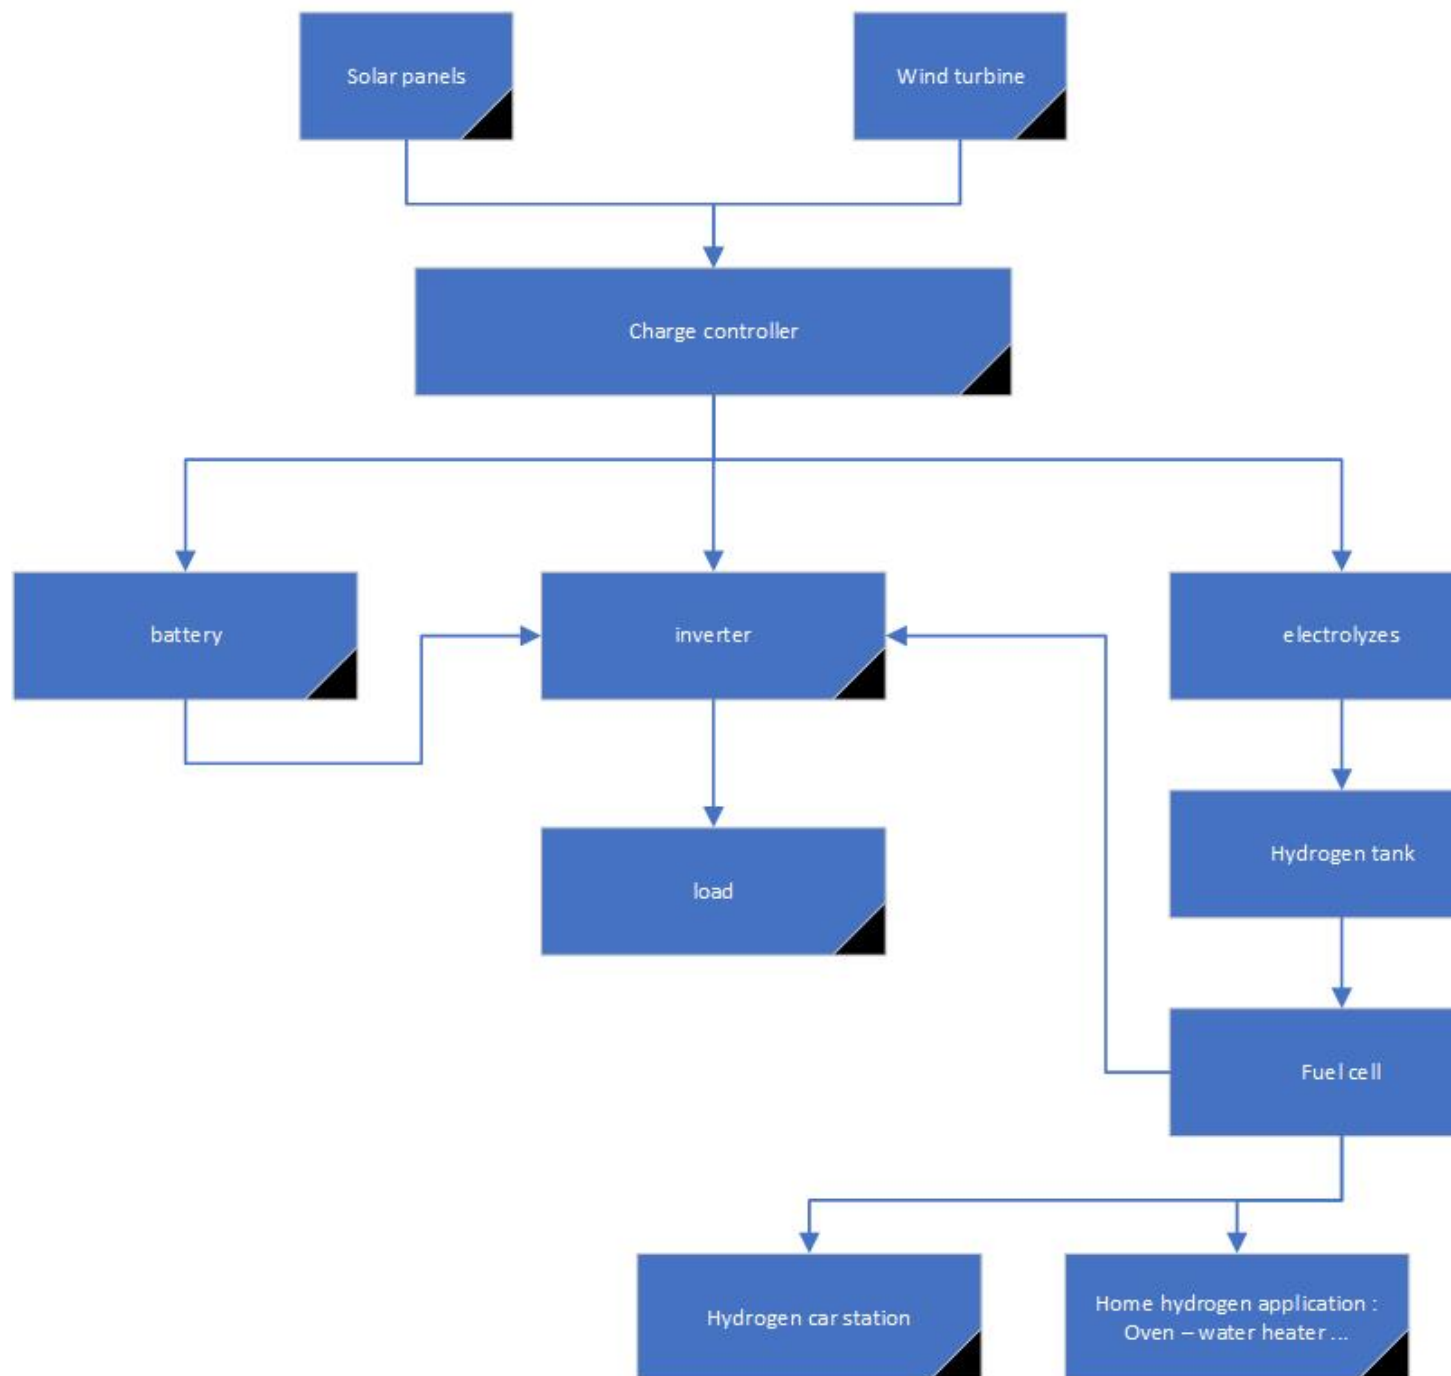 Solar panels
Wind turbine
Charge controller
battery
inverter
electrolyzes
load
Hydrogen tank
Fuel cell
Hydrogen car station
Home hydrogen application :
Oven – water heater ...